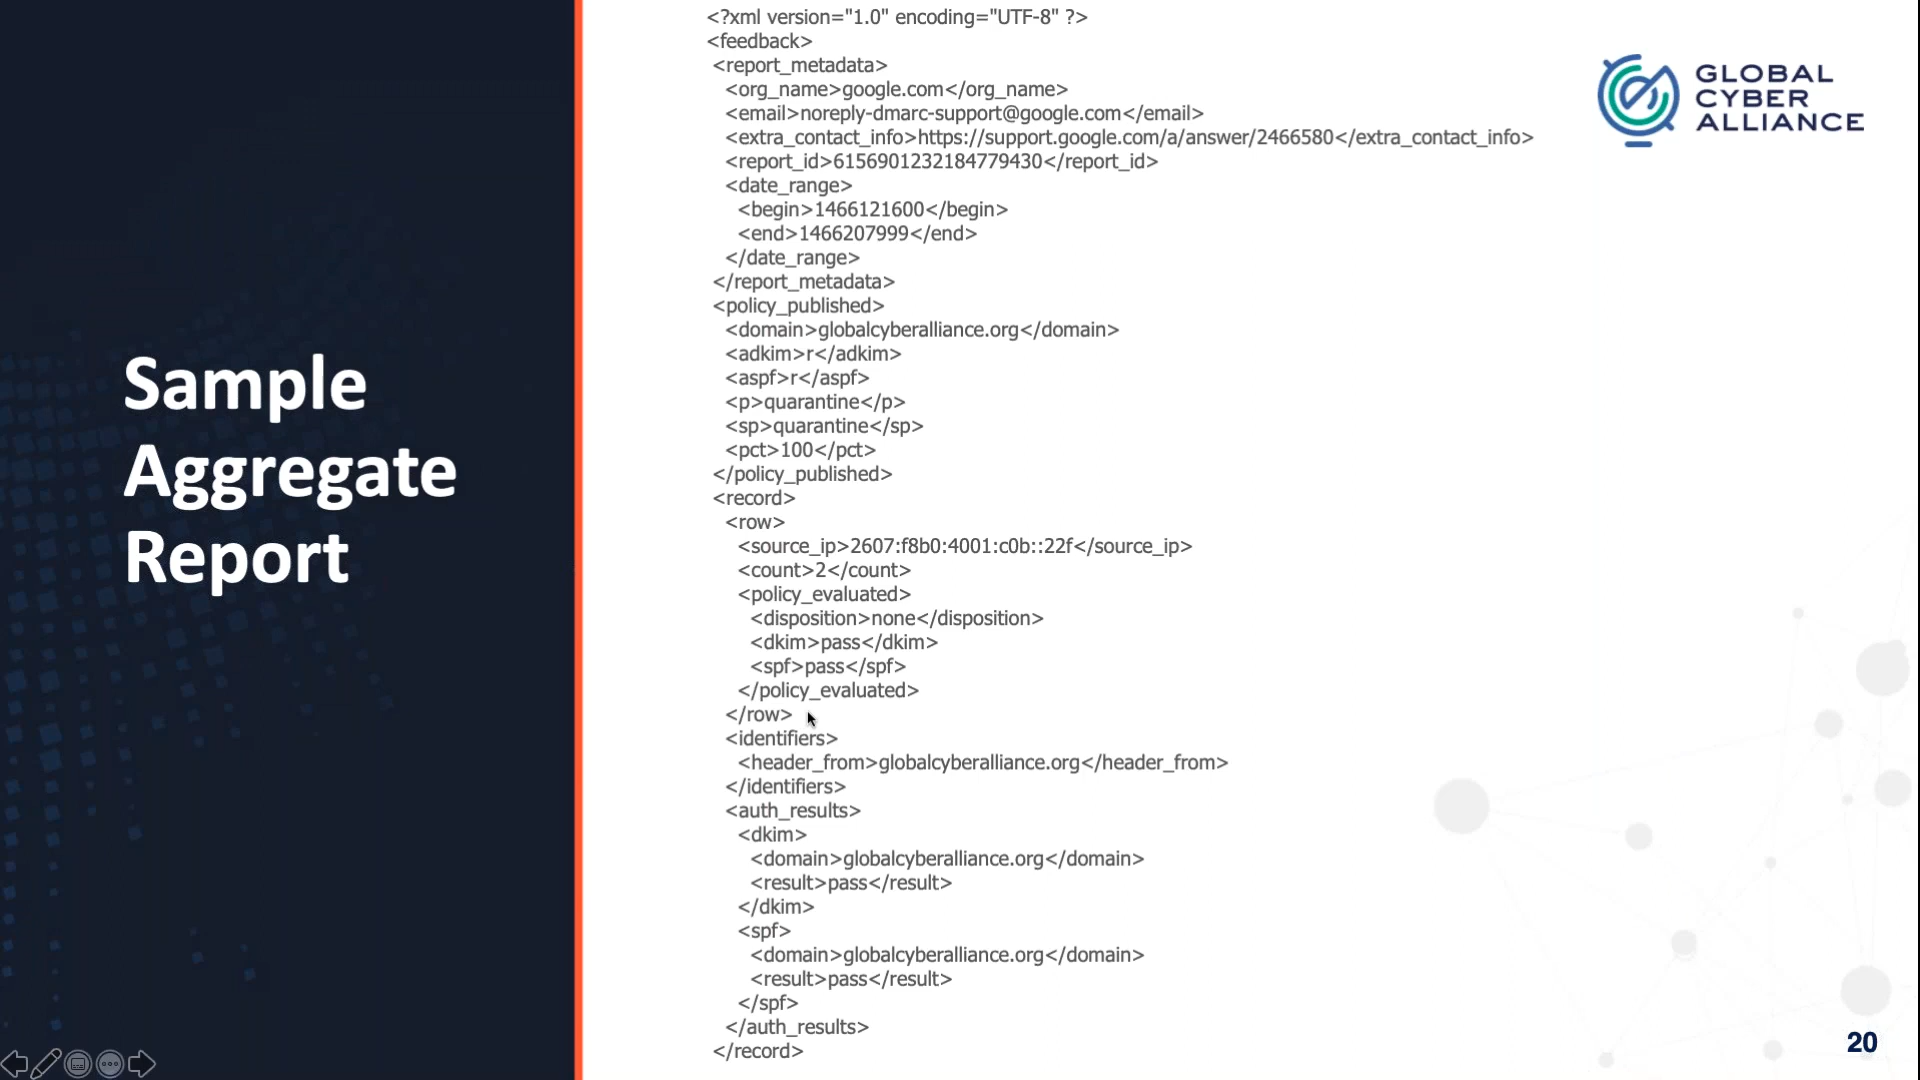 Sample
Aggregate
Report
<?xml version="1.0" encoding="UTF-8" ?>
<feedback>
<report_metadata>
<org_name>google.com</org_name>
<email>noreply-dmarc-support@google.com</email>
<extra_contact_info>https://support.google.com/a/answer/2466580</extra_contact_info>
<report_id>6156901232184779430</report_id>
<date_range>
<begin>1466121600</begin>
<end>1466207999</end>
</date_range>
</report_metadata>
<policy_published>
<domain>globalcyberalliance.org</domain>
<adkim>r</adkim>
<aspf>r</aspf>
<p>quarantine</p>
<sp>quarantine</sp>
<pct>100</pct>
</policy_published>
<record>
<row>
<source_ip>2607:f8b0:4001:c0b::22f</source_ip>
<count>2</count>
<policy_evaluated>
<disposition>none</disposition>
<dkim>pass</dkim>
<spf>pass</spf>
</policy_evaluated>
</row>
<identifiers>
<header_from>globalcyberalliance.org</header_from>
</identifiers>
<auth_results>
<dkim>
<domain>globalcyberalliance.org</domain>
<result>pass</result>
</dkim>
<spf>
<domain>globalcyberalliance.org</domain>
<result>pass</result>
</spf>
</auth_results>
</record>
GLOBAL
CYBER
ALLIANCE
20